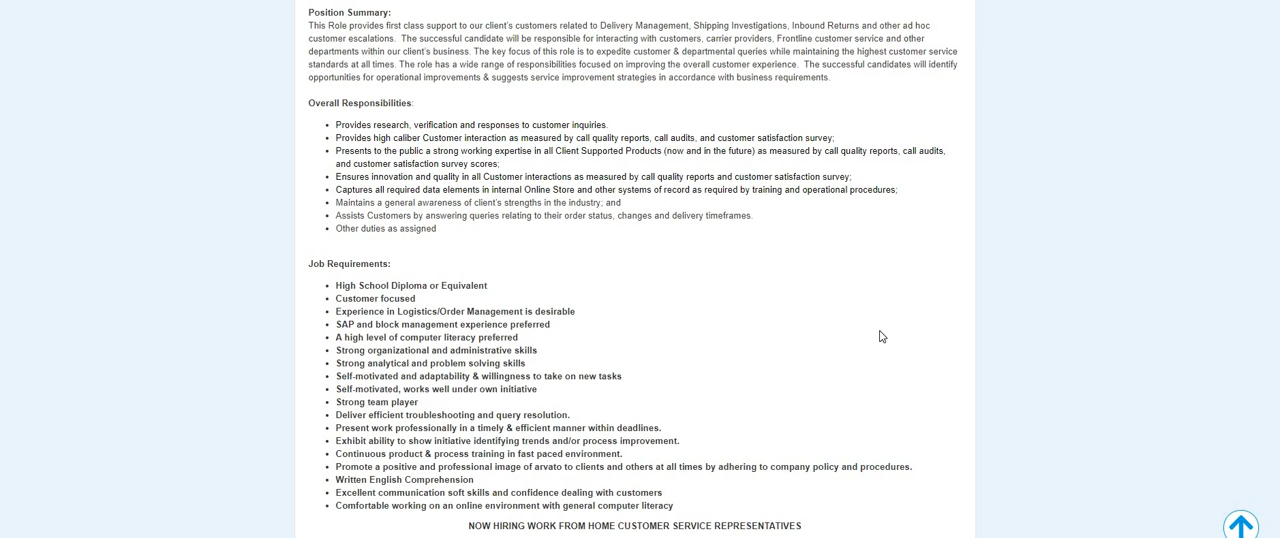 Position Summary:
This Role provides first class support to our client's customers related to Delivery Management, Shipping Investigations, Inbound Returns and other ad hoc
customer escalations.  The successful candidate will be responsible for interacting with customers, carrier providers, Frontline customer service and other
departments within our client's business. The key focus of this role is to expedite customer & departmental queries while maintaining the highest customer service
standards at all times. The role has a wide range of responsibilities focused on improving the overall customer experience.  The successful candidates will identify
opportunities for operational improvements & suggests service improvement strategies in accordance with business requirements.
Overall Responsibilities:
• Provides research, verification and responses to customer inquiries.
• Provides high caliber Customer interaction as measured by call quality reports, call audits, and customer satisfaction survey;
• Presents to the public a strong working expertise in all Client Supported Products (now and in the future) as measured by call quality reports, call audits,
and customer satisfaction survey scores;
• Ensures innovation and quality in all Customer interactions as measured by call quality reports and customer satisfaction survey;
• Captures all required data elements in internal Online Store and other systems of record as required by training and operational procedures;
• Maintains a general awareness of client's strengths in the industry; and
• Assists Customers by answering queries relating to their order status, changes and delivery timeframes.
• Other duties as assigned
Job Requirements:
• High School Diploma or Equivalent
• Customer focused
• Experience in Logistics/Order Management is desirable
• SAP and block management experience preferred
• A high level of computer literacy preferred
• Strong organizational and administrative skills
• Strong analytical and problem solving skills
• Self-motivated and adaptability & willingness to take on new tasks
• Self-motivated, works well under own initiative
• Strong team player
• Deliver efficient troubleshooting and query resolution.
• Present work professionally in a timely & efficient manner within deadlines.
• Exhibit ability to show initiative identifying trends and/or process improvement.
• Continuous product & process training in fast paced environment.
• Promote a positive and professional image of arvato to clients and others at all times by adhering to company policy and procedures.
• Written English Comprehension
• Excellent communication soft skills and confidence dealing with customers
• Comfortable working on an online environment with general computer literacy
NOW HIRING WORK FROM HOME CUSTOMER SERVICE REPRESENTATIVES